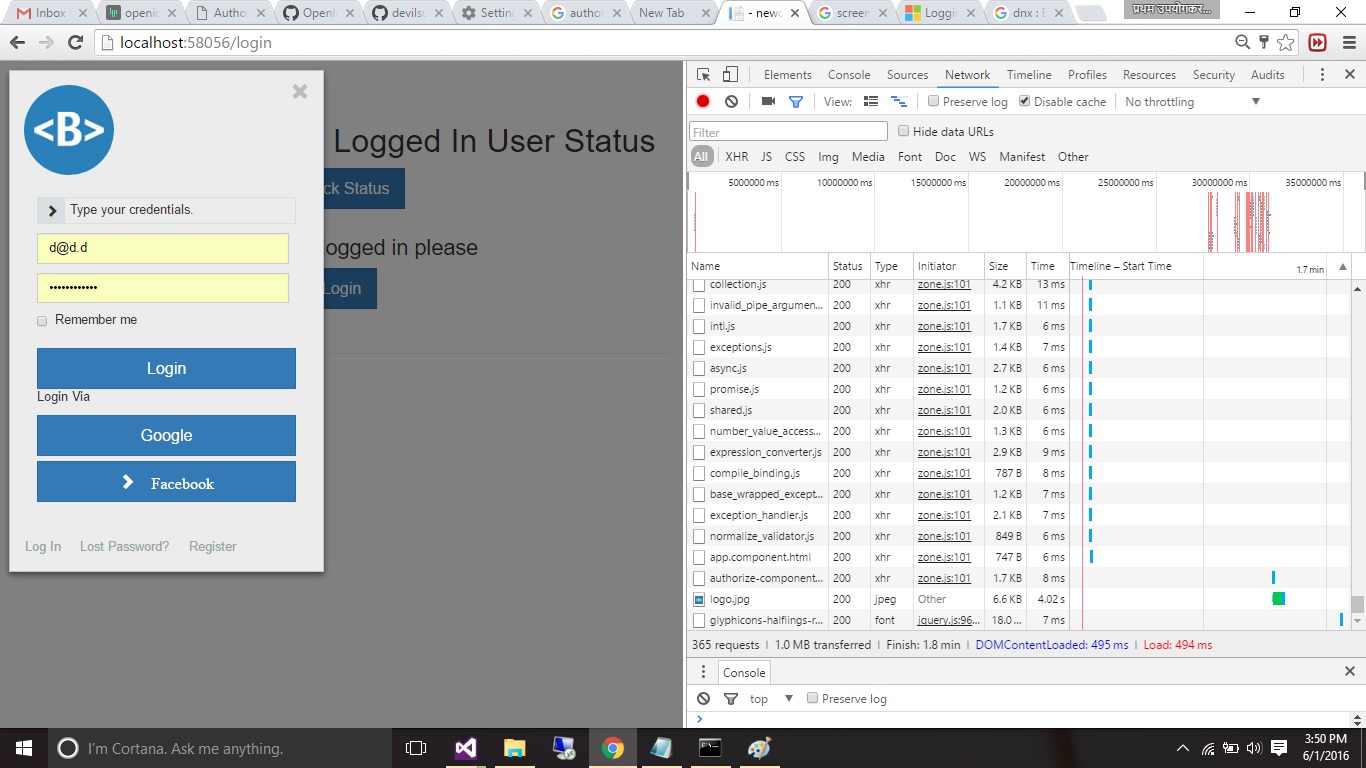 Inbox
openic
Autho
OpenI
devilsu
Setting
author
New Tab
- newc
screen
Loggin
dnx : E
प्रथम उपयोगकर...
localhost:58056/login
<B>
Type your credentials.
d@d.d
••••••••••••
Remember me
Login
Login Via
Google
Facebook
Log In Lost Password? Register
Logged In User Status
ck Status
ogged in please
Login
Elements Console Sources Network Timeline Profiles Resources Security Audits
View: Preserve log Disable cache No throttling
Filter Hide data URLs
All XHR JS CSS Img Media Font Doc WS Manifest Other
5000000 ms 10000000 ms 15000000 ms 20000000 ms 25000000 ms 30000000 ms 35000000 ms
Name Status Type Initiator Size Time Timeline – Start Time 1.7 min
collection.js 200 xhr zone.js:101 4.2 KB 13 ms
invalid_pipe_argumen... 200 xhr zone.js:101 1.1 KB 11 ms
intl.js 200 xhr zone.js:101 1.7 KB 6 ms
exceptions.js 200 xhr zone.js:101 1.4 KB 7 ms
async.js 200 xhr zone.js:101 2.7 KB 6 ms
promise.js 200 xhr zone.js:101 1.2 KB 6 ms
shared.js 200 xhr zone.js:101 2.0 KB 6 ms
number_value_access... 200 xhr zone.js:101 1.3 KB 6 ms
expression_converter.js 200 xhr zone.js:101 2.9 KB 9 ms
compile_binding.js 200 xhr zone.js:101 787 B 8 ms
base_wrapped_except... 200 xhr zone.js:101 1.2 KB 7 ms
exception_handler.js 200 xhr zone.js:101 2.1 KB 7 ms
normalize_validator.js 200 xhr zone.js:101 849 B 6 ms
app.component.html 200 xhr zone.js:101 747 B 6 ms
authorize-component... 200 xhr zone.js:101 1.7 KB 8 ms
logo.jpg 200 jpeg Other 6.6 KB 4.02 s
glyphicons-halflings-r... 200 font jquery.js:96... 18.0 ... 7 ms
365 requests | 1.0 MB transferred | Finish: 1.8 min | DOMContentLoaded: 495 ms | Load: 494 ms
Console
top Preserve log
I'm Cortana. Ask me anything.
3:50 PM
6/1/2016